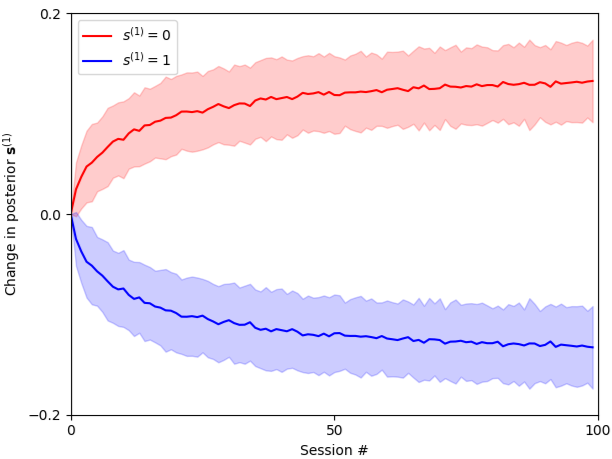 0.2
s⁽¹⁾ = 0
s⁽¹⁾ = 1
Change in posterior s⁽¹⁾
0.0
−0.2
0
50
100
Session #